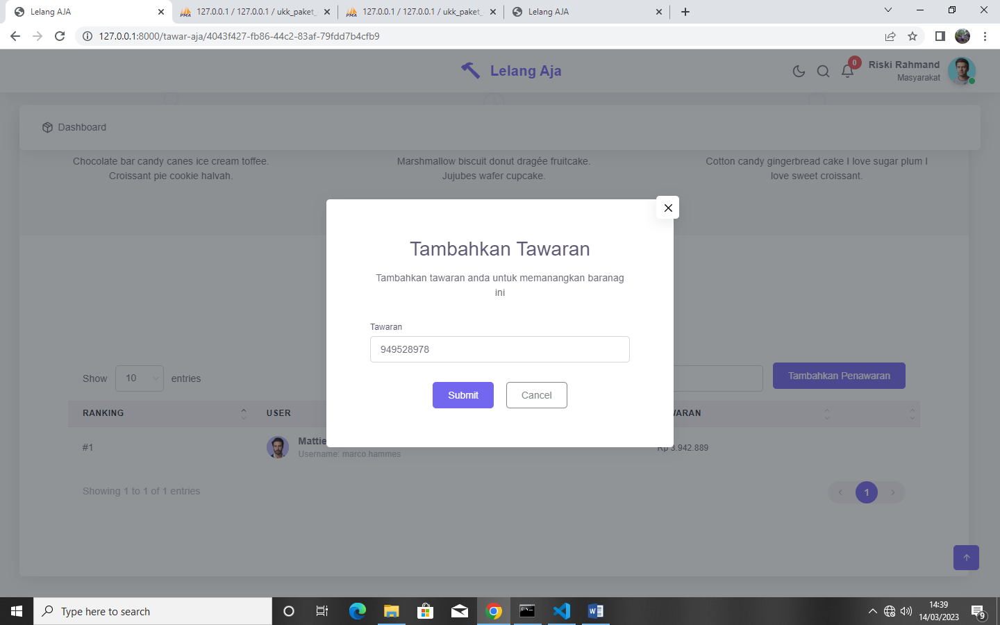 Lelang AJA
127.0.0.1 / 127.0.0.1 / ukk_paket_
127.0.0.1 / 127.0.0.1 / ukk_paket_
Lelang AJA
127.0.0.1:8000/tawar-aja/4043f427-fb86-44c2-83af-79fdd7b4cfb9
Lelang Aja
0
Riski Rahmand
Masyarakat
Dashboard
Chocolate bar candy canes ice cream toffee.
Croissant pie cookie halvah.
Marshmallow biscuit donut dragée fruitcake.
Jujubes wafer cupcake.
Cotton candy gingerbread cake I love sugar plum I
love sweet croissant.
Tambahkan Tawaran
Tambahkan tawaran anda untuk memanangkan baranag
ini
Tawaran
949528978
Submit Cancel
Show 10 entries
Tambahkan Penawaran
RANKING USER WARAN
#1 Mattie Rp 3.942.889
Username: marco.hammes
Showing 1 to 1 of 1 entries
1
Type here to search
14:39
14/03/2023
9